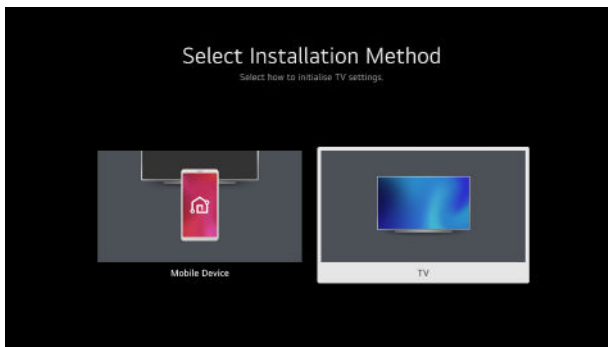 Select Installation Method
Select how to initialise TV settings.
Mobile Device
TV